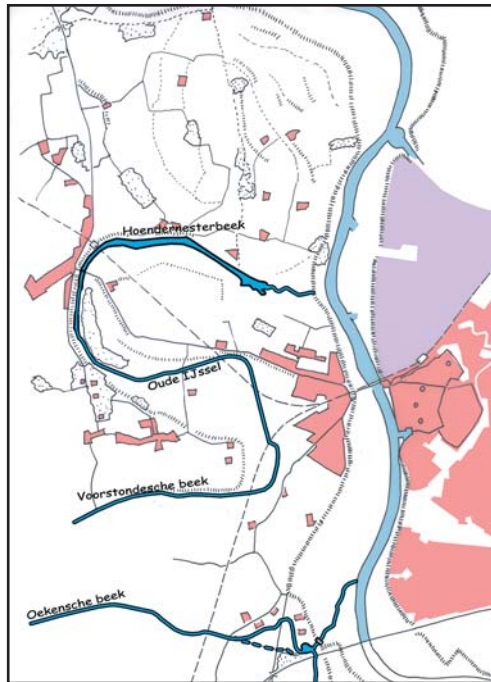 Hoendernesterbeek
Oude IJssel
Voorstondesche beek
Oekensche beek